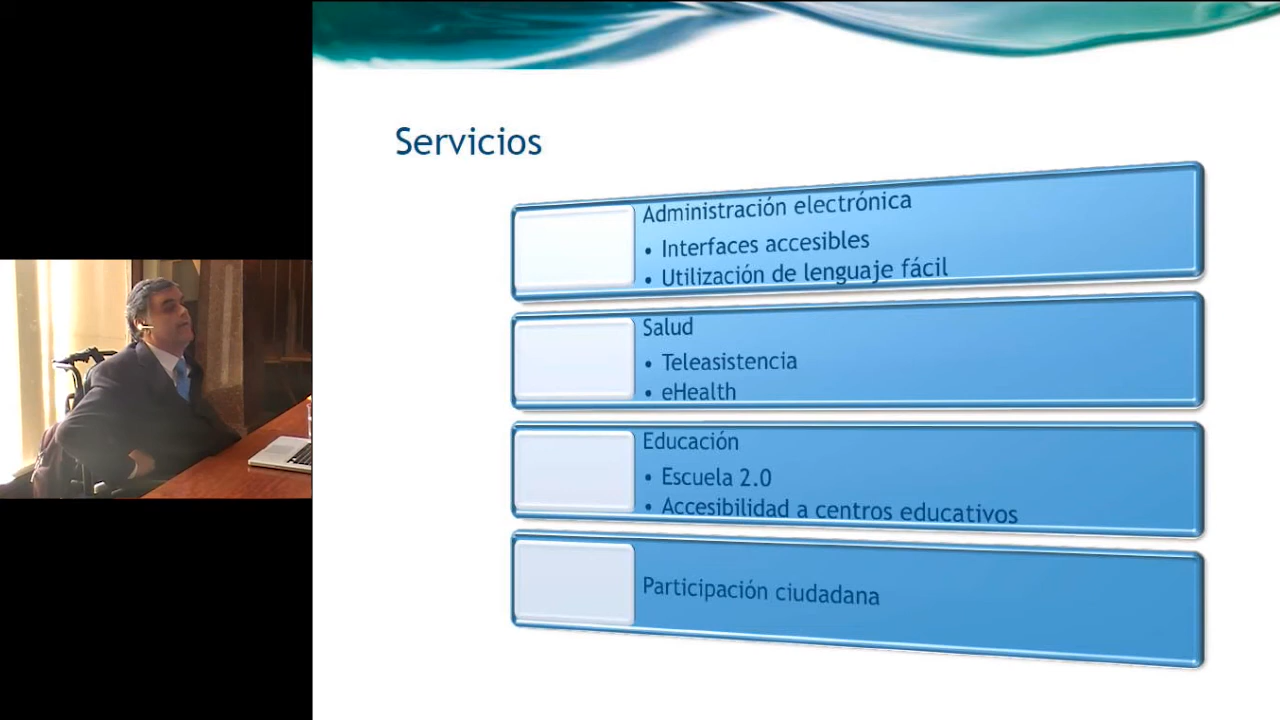 Servicios
Administración electrónica
• Interfaces accesibles
• Utilización de lenguaje fácil
Salud
• Teleasistencia
• eHealth
Educación
• Escuela 2.0
• Accesibilidad a centros educativos
Participación ciudadana